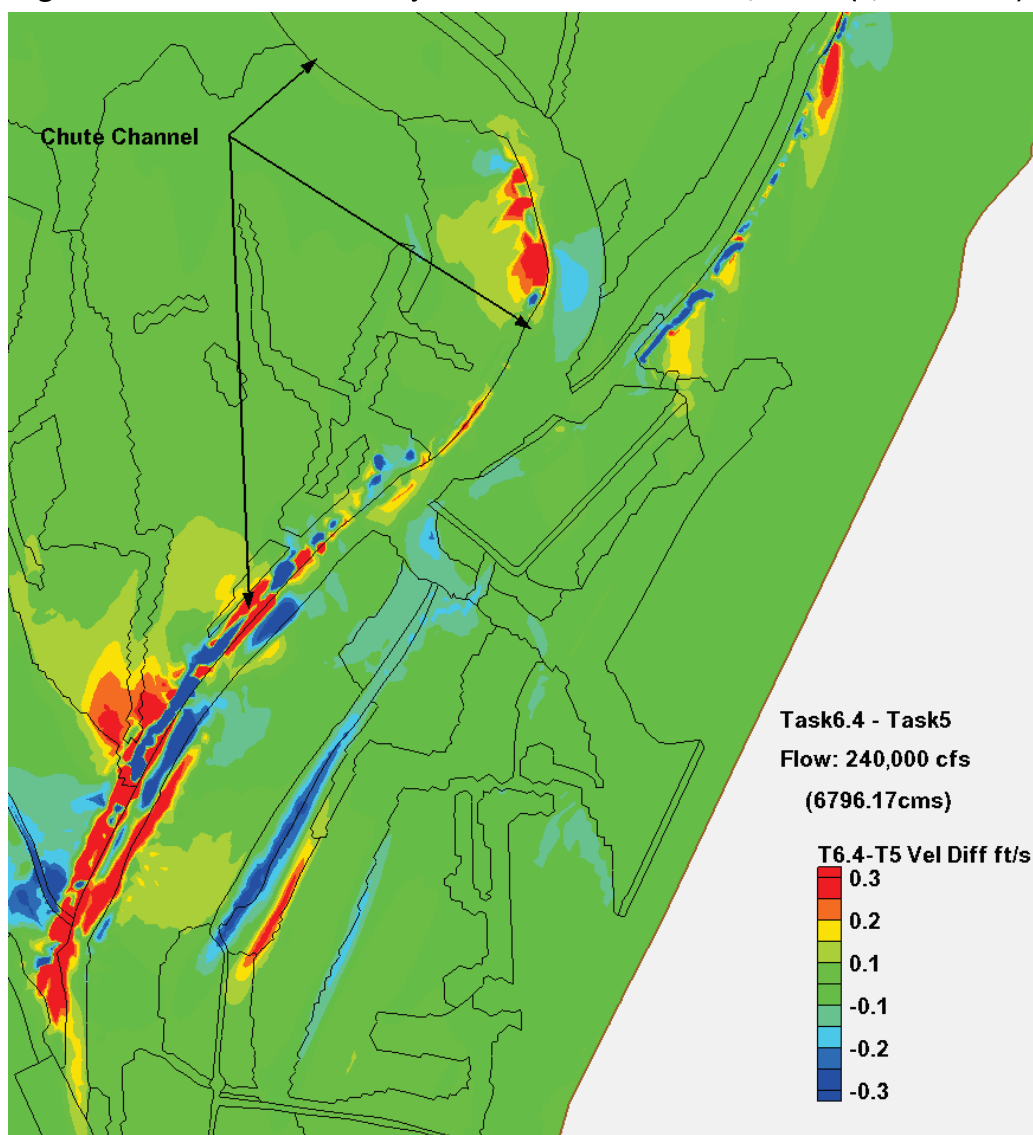 Chute Channel
Task6.4 - Task5
Flow: 240,000 cfs
(6796.17cms)
T6.4-T5 Vel Diff ft/s
0.3
0.2
0.1
-0.1
-0.2
-0.3